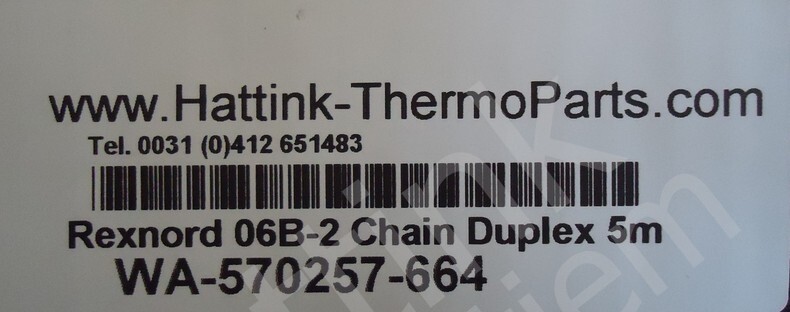 www.Hattink-ThermoParts.com
Tel. 0031 (0)412 651483
Rexnord 06B-2 Chain Duplex 5m
WA-570257-664